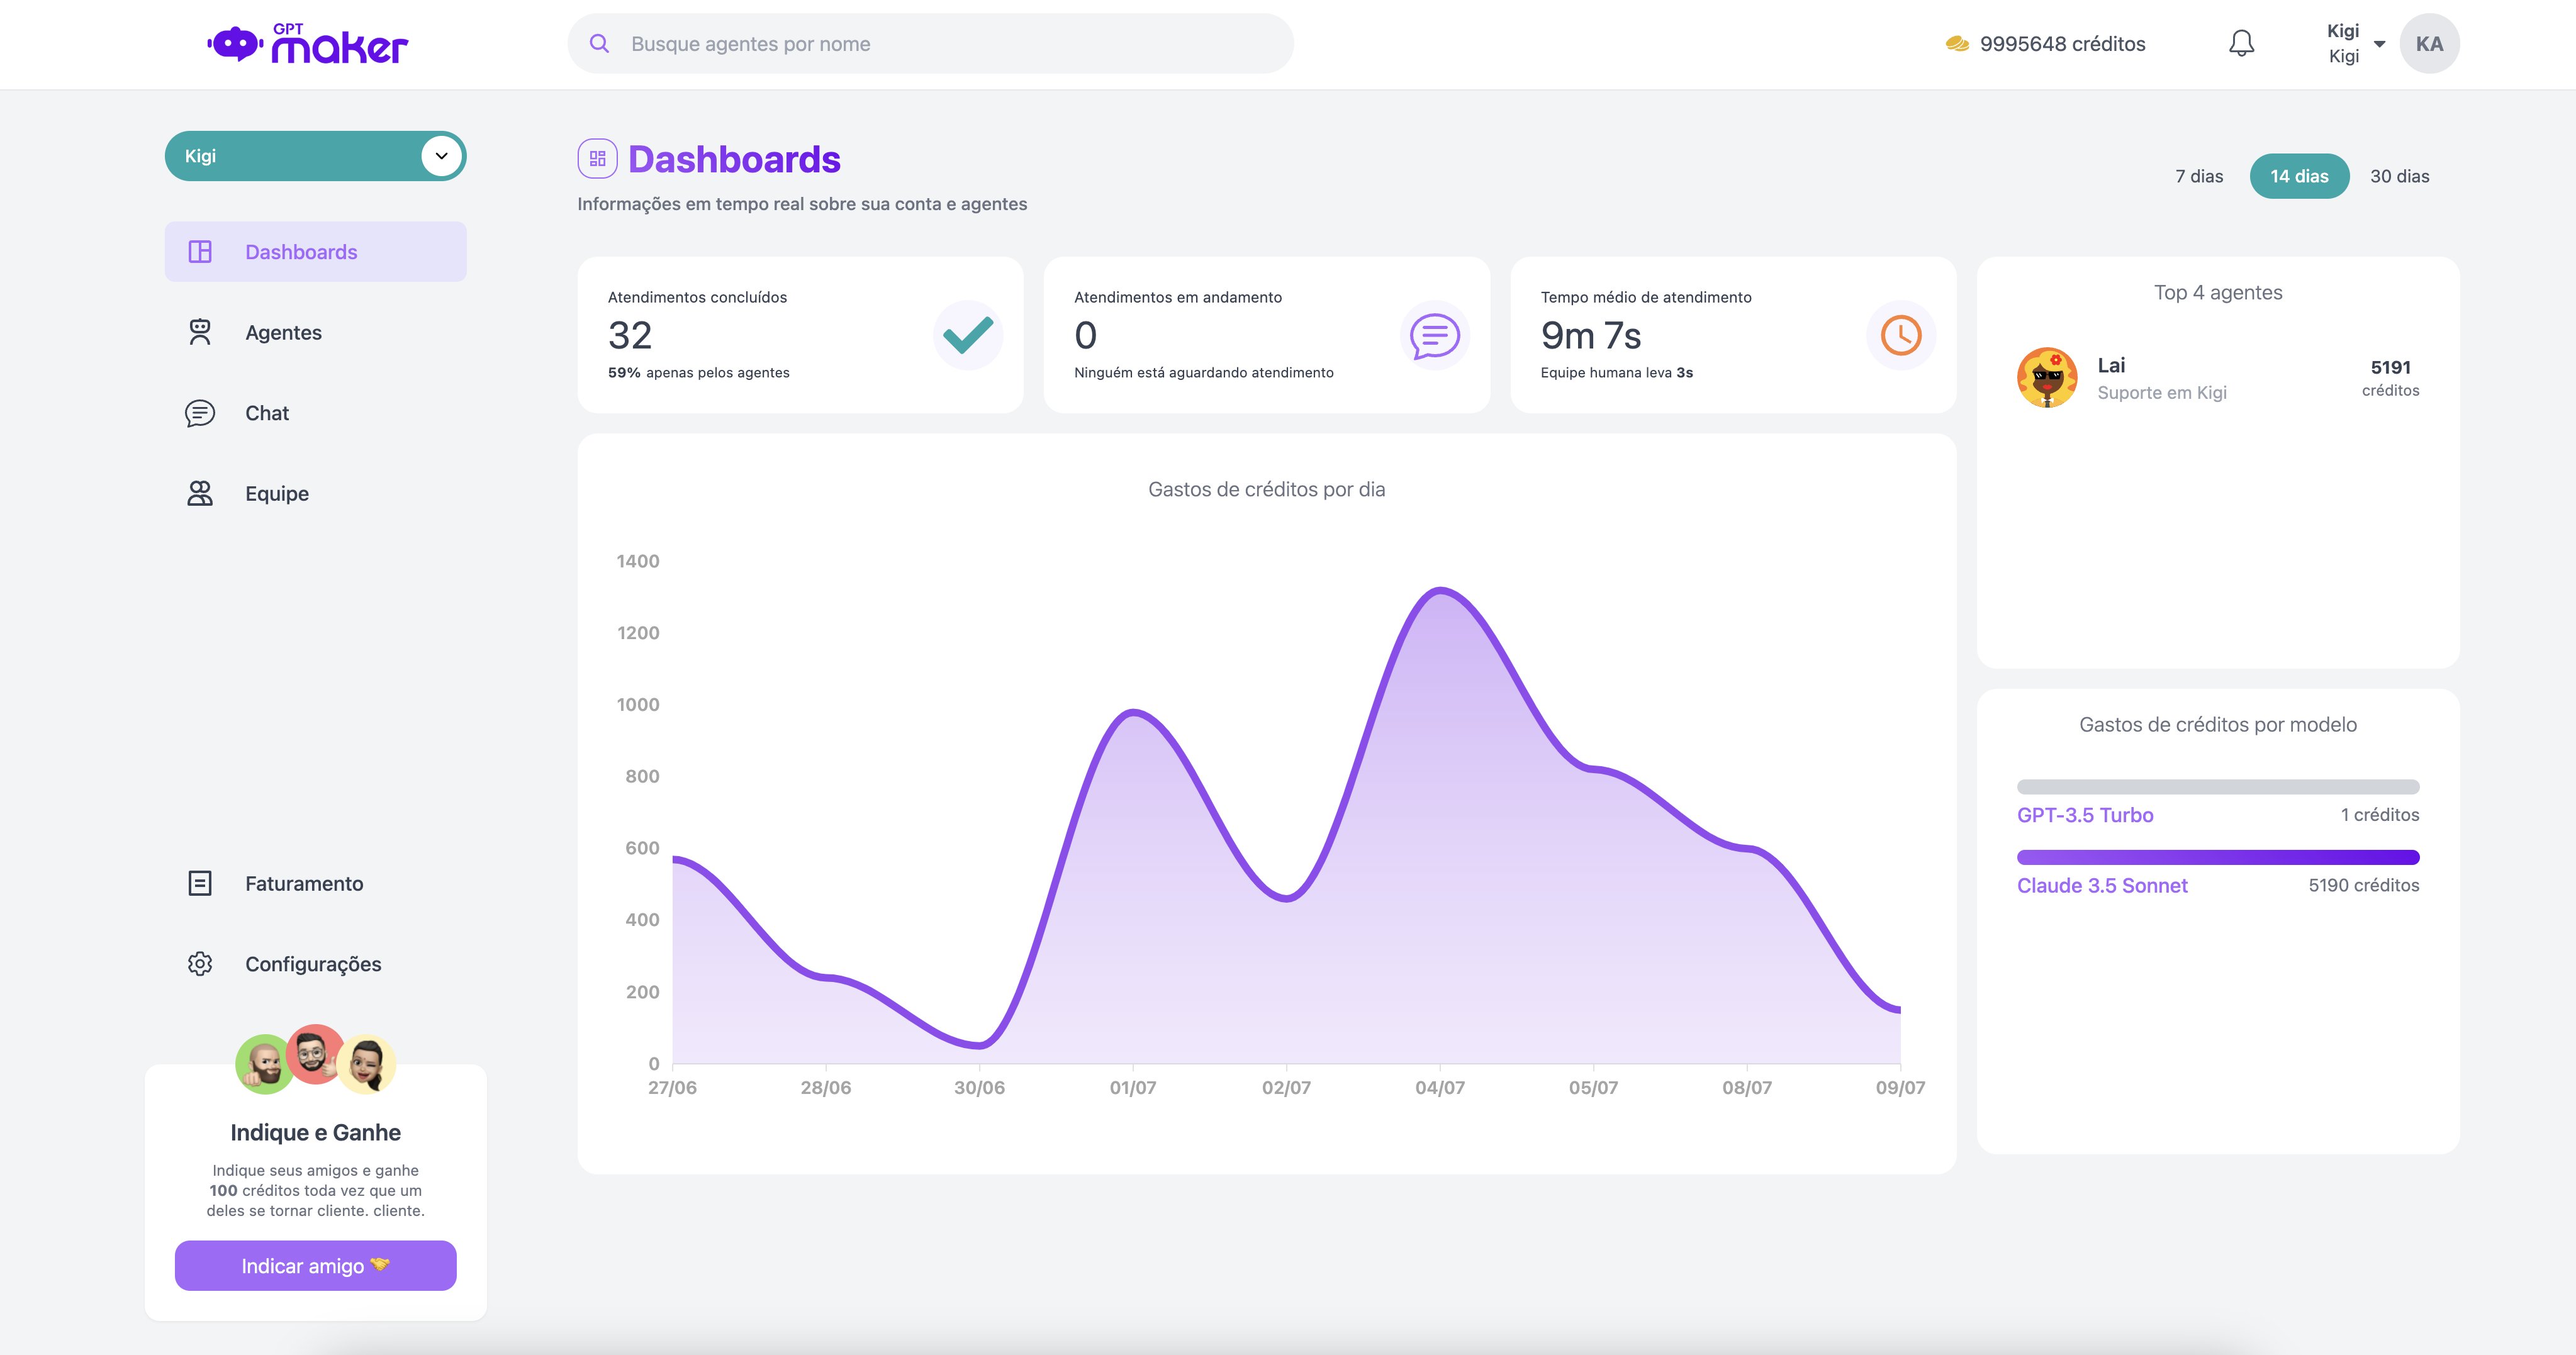 GPT
maker
Busque agentes por nome
9995648 créditos
Kigi
Kigi
KA
Kigi
Dashboards
Agentes
Chat
Equipe
Faturamento
Configurações
Indique e Ganhe
Indique seus amigos e ganhe
100 créditos toda vez que um
deles se tornar cliente. cliente.
Indicar amigo
Dashboards
Informações em tempo real sobre sua conta e agentes
7 dias
14 dias
30 dias
Atendimentos concluídos
32
59% apenas pelos agentes
Atendimentos em andamento
0
Ninguém está aguardando atendimento
Tempo médio de atendimento
9m 7s
Equipe humana leva 3s
Gastos de créditos por dia
1400
1200
1000
800
600
400
200
0
27/06
28/06
30/06
01/07
02/07
04/07
05/07
08/07
09/07
Top 4 agentes
Lai
Suporte em Kigi
5191
créditos
Gastos de créditos por modelo
GPT-3.5 Turbo
1 créditos
Claude 3.5 Sonnet
5190 créditos